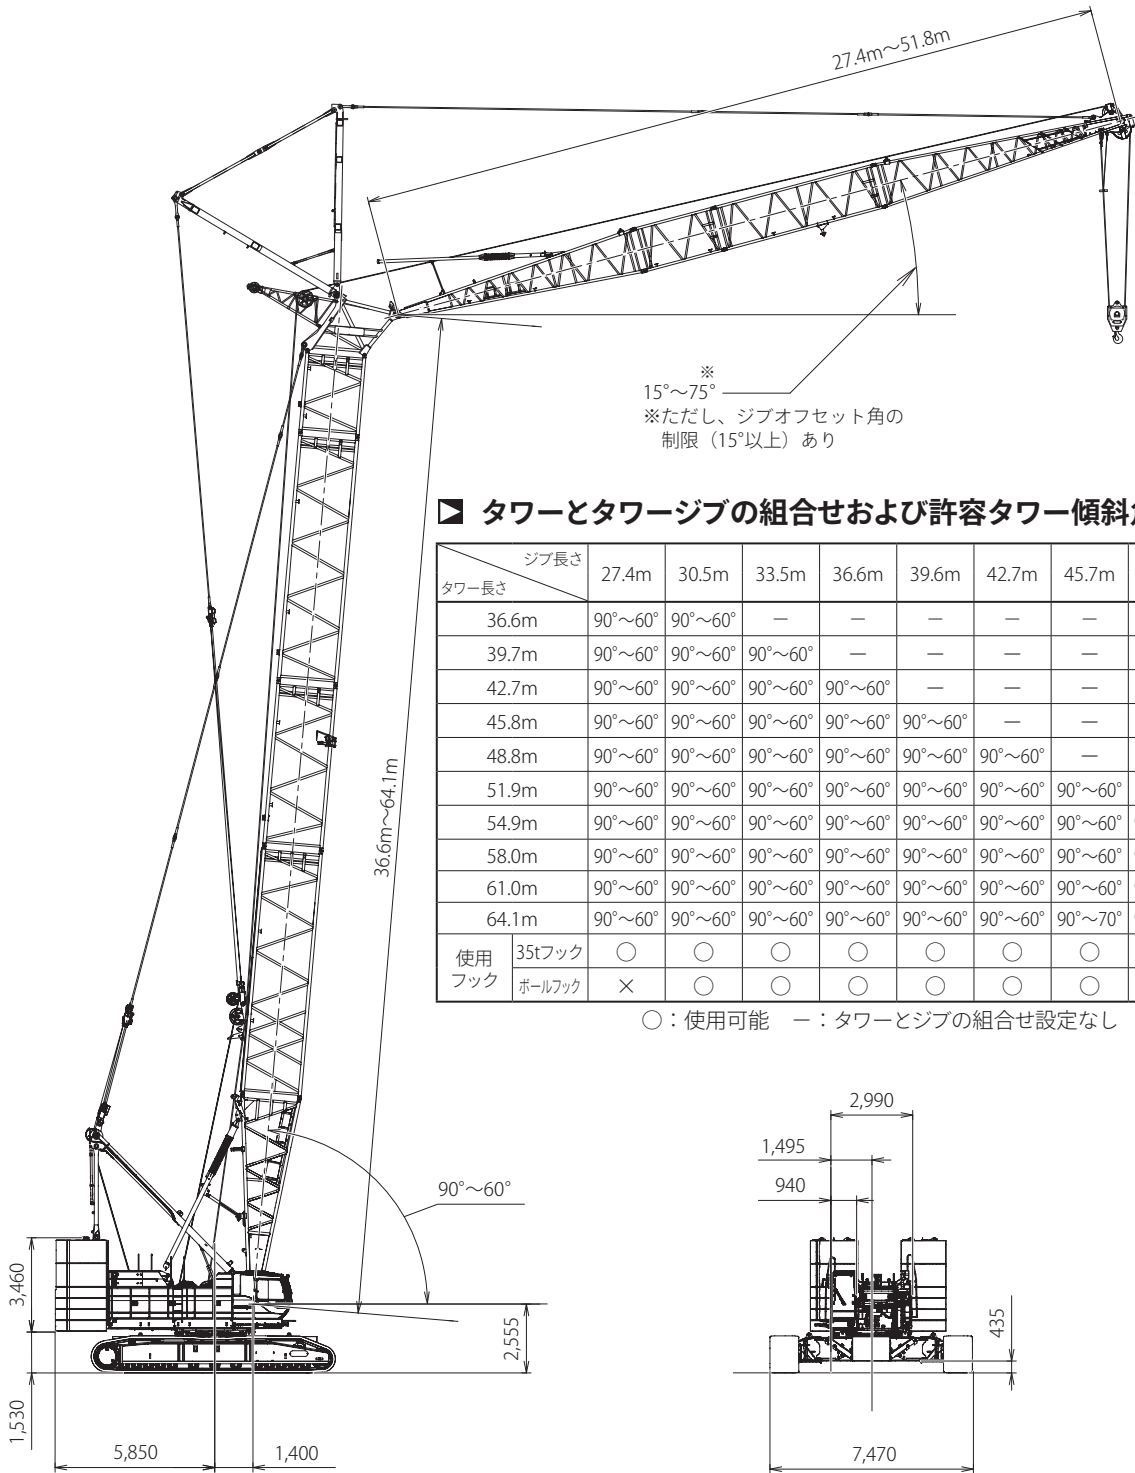 27.4m～51.8m
※
15°～75°
※ただし、ジブオフセット角の
制限（15°以上）あり
タワーとタワージブの組合せおよび許容タワー傾斜
ジブ長さ
タワー長さ
27.4m 30.5m 33.5m 36.6m 39.6m 42.7m 45.7m
36.6m 90°～60° 90°～60° － － － － －
39.7m 90°～60° 90°～60° 90°～60° － － － －
42.7m 90°～60° 90°～60° 90°～60° 90°～60° － － －
45.8m 90°～60° 90°～60° 90°～60° 90°～60° 90°～60° － －
48.8m 90°～60° 90°～60° 90°～60° 90°～60° 90°～60° 90°～60° －
51.9m 90°～60° 90°～60° 90°～60° 90°～60° 90°～60° 90°～60° 90°～60°
54.9m 90°～60° 90°～60° 90°～60° 90°～60° 90°～60° 90°～60° 90°～60°
58.0m 90°～60° 90°～60° 90°～60° 90°～60° 90°～60° 90°～60° 90°～60°
61.0m 90°～60° 90°～60° 90°～60° 90°～60° 90°～60° 90°～60° 90°～60°
64.1m 90°～60° 90°～60° 90°～60° 90°～60° 90°～60° 90°～60° 90°～70°
使用
フック
35tフック ○ ○ ○ ○ ○ ○ ○
ボールフック × ○ ○ ○ ○ ○ ○
○：使用可能 －：タワーとジブの組合せ設定なし
36.6m～64.1m
90°～60°
3,460
1,530
2,555
5,850
1,400
2,990
1,495
940
435
7,470